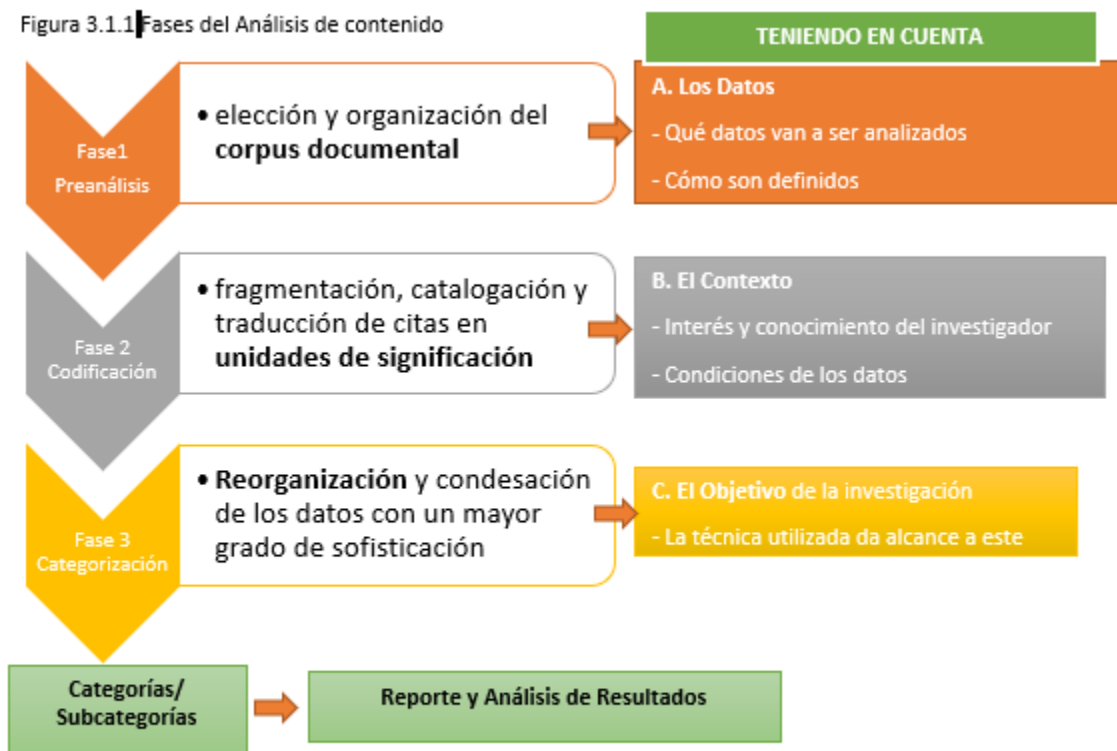 Figura 3.1.1 Fases del Análisis de contenido
TENIENDO EN CUENTA
Fase1
Preanálisis
• elección y organización del
corpus documental
A. Los Datos
- Qué datos van a ser analizados
- Cómo son definidos
Fase 2
Codificación
• fragmentación, catalogación y
traducción de citas en
unidades de significación
B. El Contexto
- Interés y conocimiento del investigador
- Condiciones de los datos
Fase 3
Categorización
• Reorganización y condesación
de los datos con un mayor
grado de sofisticación
C. El Objetivo de la investigación
- La técnica utilizada da alcance a este
Categorías/
Subcategorías
Reporte y Análisis de Resultados